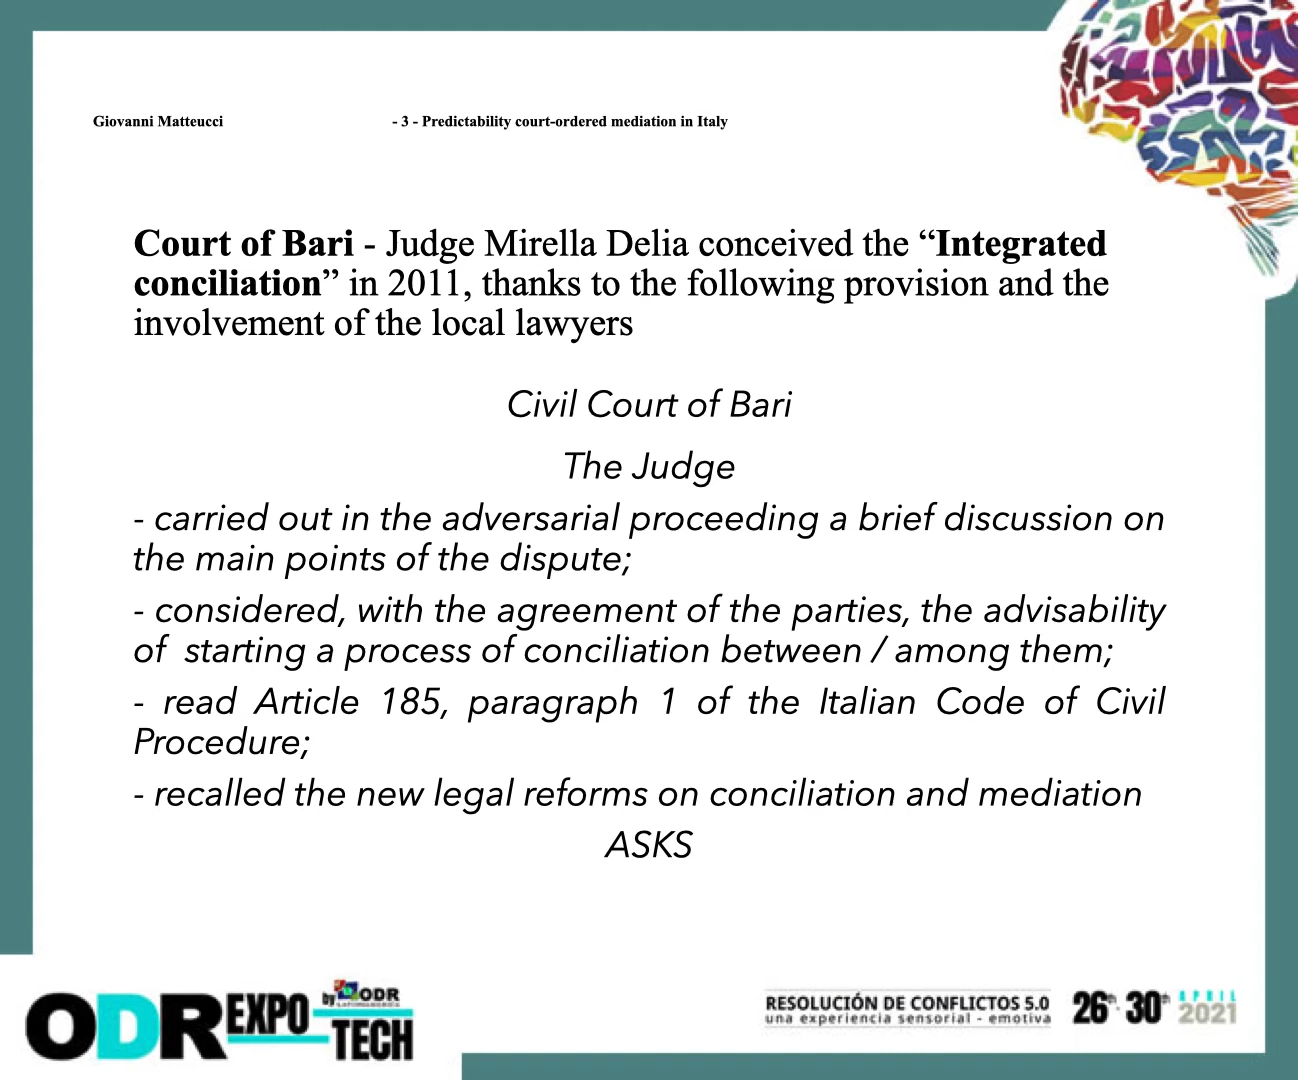 Giovanni Matteucci - 3 - Predictability court-ordered mediation in Italy
Court of Bari - Judge Mirella Delia conceived the “Integrated
conciliation” in 2011, thanks to the following provision and the
involvement of the local lawyers
Civil Court of Bari
The Judge
- carried out in the adversarial proceeding a brief discussion on
the main points of the dispute;
- considered, with the agreement of the parties, the advisability
of  starting a process of conciliation between / among them;
- read Article 185, paragraph 1 of the Italian Code of Civil
Procedure;
- recalled the new legal reforms on conciliation and mediation
ASKS
ODR EXPO TECH
by ODR
LATINOAMERICA
RESOLUCIÓN DE CONFLICTOS 5.0
una experiencia sensorial - emotiva
26th - 30th APRIL 2021